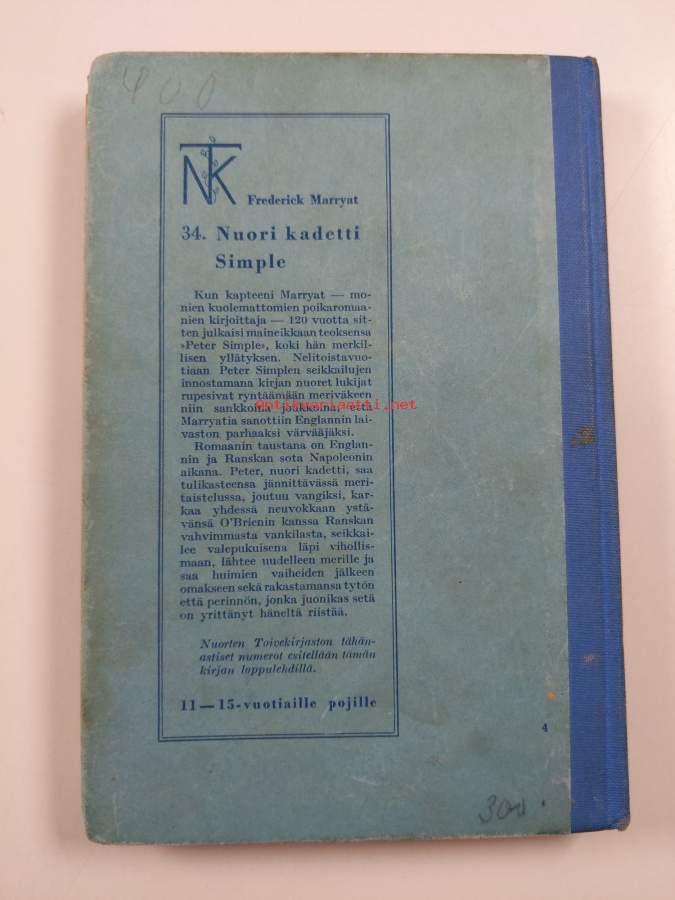 400
NTK
Frederick Marryat
34. Nuori kadetti
Simple
Kun kapteeni Marryat — mo-
nien kuolemattomien poikaromaa-
nien kirjoittaja — 120 vuotta sit-
ten julkaisi maineikkaan teoksensa
»Peter Simple», koki hän merkil-
lisen yllätyksen. Nelitoistavuo-
tiaan Peter Simplen seikkailujen
innostamana kirjan nuoret lukijat
rupesivat ryntäämään meriväkeen
niin sankkoina joukkoina, että
Antikvariaatti.net
Marryatia sanottiin Englannin lai-
vaston parhaaksi värvääjäksi.
Romaanin taustana on Englan-
nin ja Ranskan sota Napoleonin
aikana. Peter, nuori kadetti, saa
tulikasteensa jännittävässä meri-
taistelussa, joutuu vangiksi, kar-
kaa yhdessä neuvokkaan ystä-
vänsä O'Brienin kanssa Ranskan
vahvimmasta vankilasta, seikkai-
lee valepukuisena läpi vihollis-
maan, lähtee uudelleen merille ja
saa huimien vaiheiden jälkeen
omakseen sekä rakastamansa tytön
että perinnön, jonka juonikas setä
on yrittänyt häneltä riistää.
Nuorten Toivekirjaston tähän-
astiset numerot esitellään tämän
kirjan loppulehdillä.
11—15-vuotiaille pojille
4